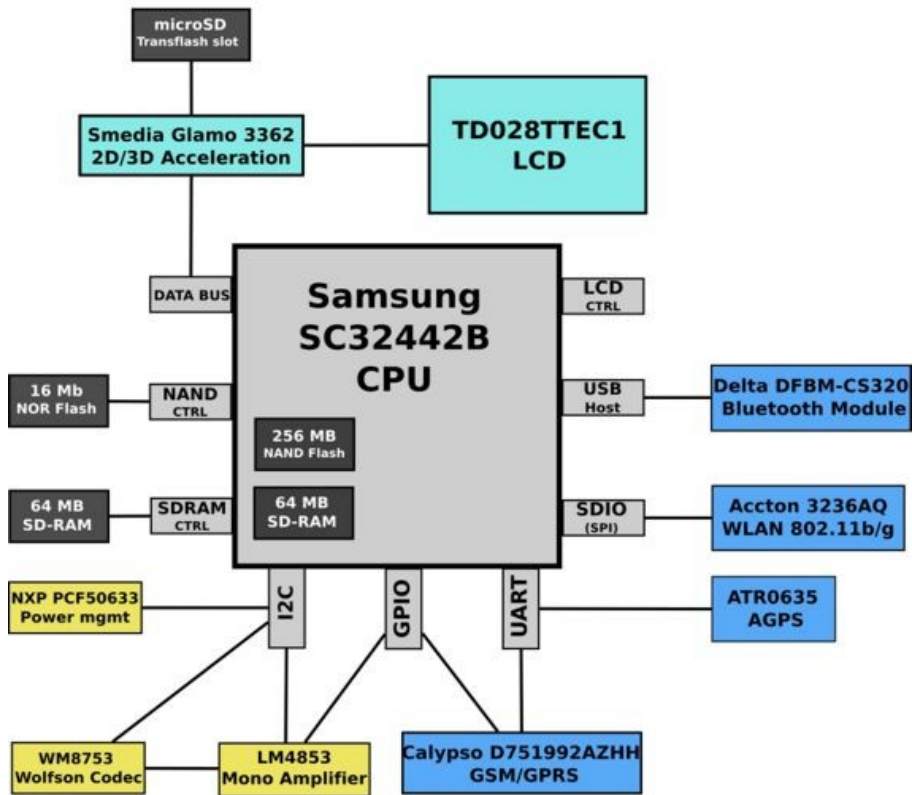 microSD
Transflash slot
Smedia Glamo 3362
2D/3D Acceleration
TD028TTEC1
LCD
DATA BUS
Samsung
SC32442B
CPU
LCD
CTRL
16 Mb
NOR Flash
NAND
CTRL
USB
Host
Delta DFBM-CS320
Bluetooth Module
256 MB
NAND Flash
64 MB
SD-RAM
SDRAM
CTRL
64 MB
SD-RAM
SDIO
(SPI)
Accton 3236AQ
WLAN 802.11b/g
NXP PCF50633
Power mgmt
I2C
GPIO
UART
ATR0635
AGPS
WM8753
Wolfson Codec
LM4853
Mono Amplifier
Calypso D751992AZHH
GSM/GPRS